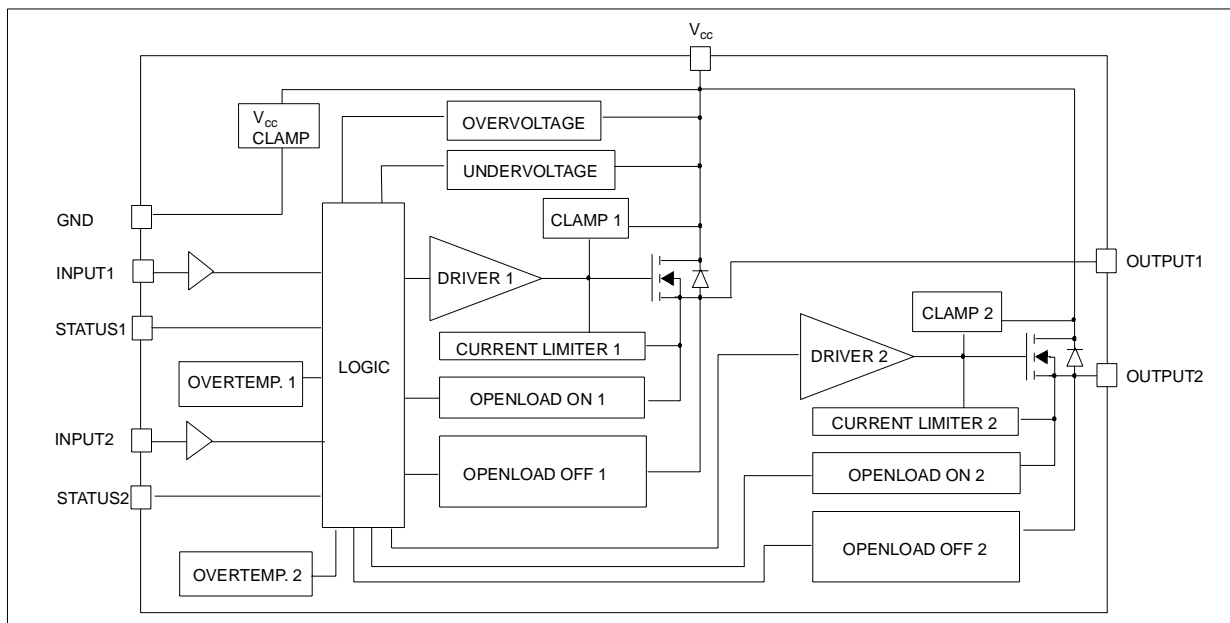 Vcc
Vcc
CLAMP
OVERVOLTAGE
UNDERVOLTAGE
GND
CLAMP 1
INPUT1
DRIVER 1
OUTPUT1
STATUS1
CLAMP 2
CURRENT LIMITER 1
DRIVER 2
LOGIC
OVERTEMP. 1
OUTPUT2
OPENLOAD ON 1
CURRENT LIMITER 2
INPUT2
OPENLOAD OFF 1
OPENLOAD ON 2
STATUS2
OPENLOAD OFF 2
OVERTEMP. 2